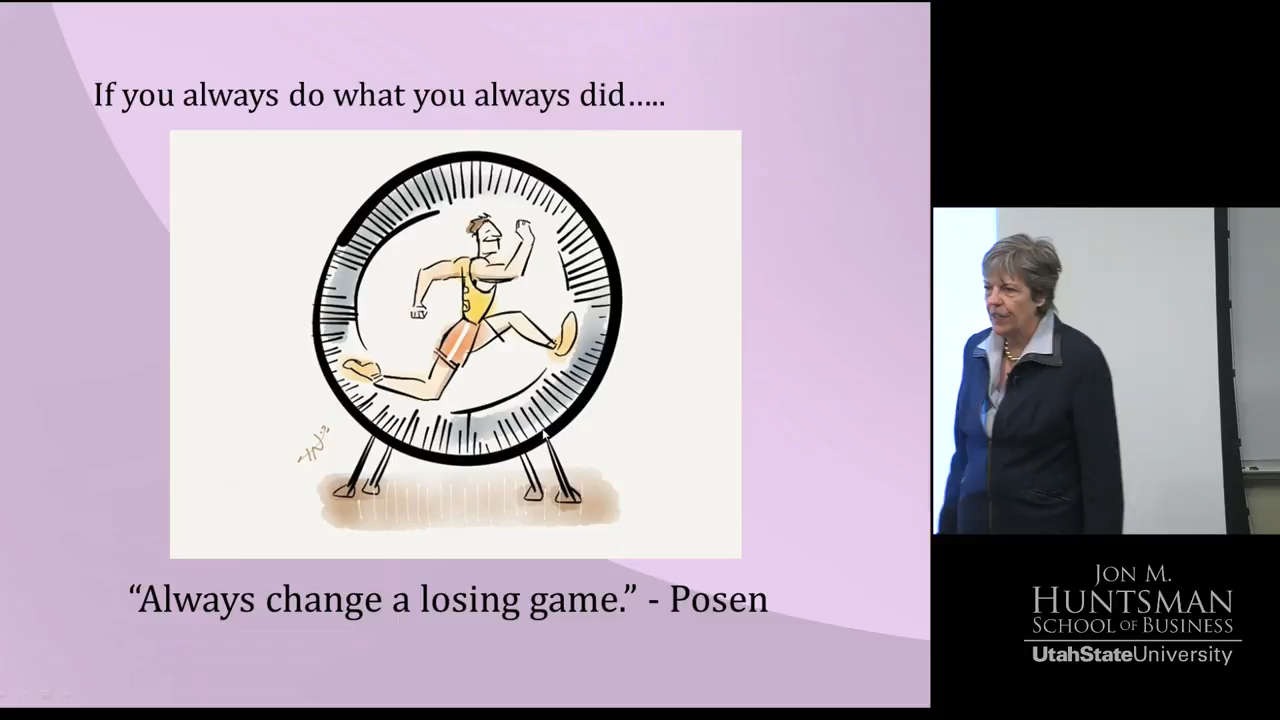 If you always do what you always did.....
“Always change a losing game.” - Posen
JON M.
HUNTSMAN
SCHOOL OF BUSINESS
UtahStateUniversity